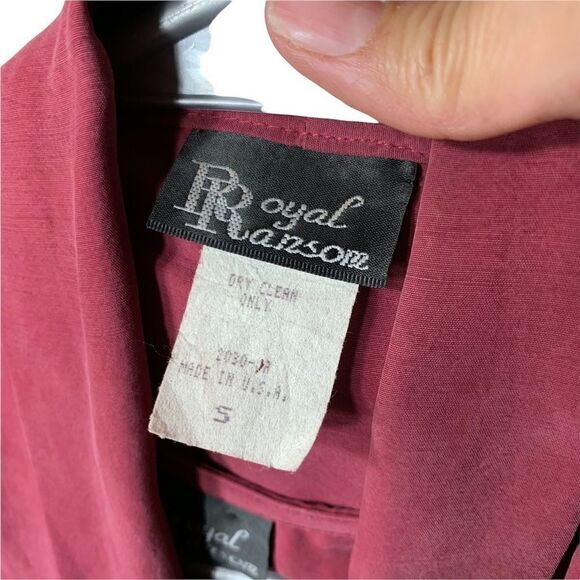 Royal
Ransom
DRY CLEAN
ONLY
MADE IN U.S.A.
S